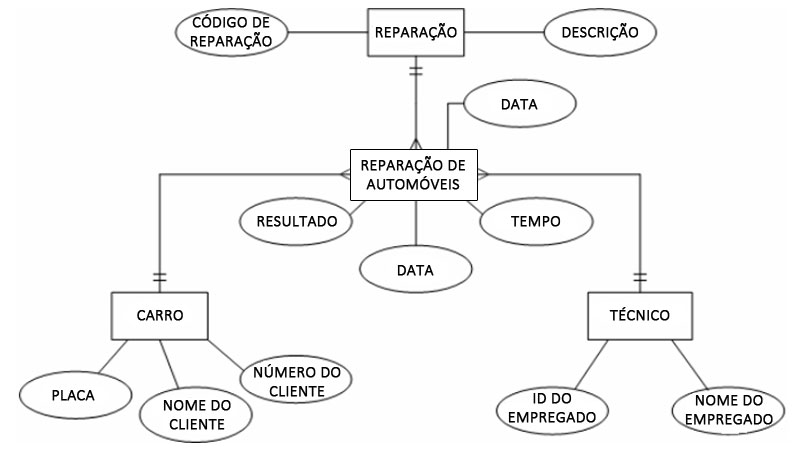 CÓDIGO DE
REPARAÇÃO
REPARAÇÃO
DESCRIÇÃO
DATA
REPARAÇÃO DE
AUTOMÓVEIS
RESULTADO
TEMPO
DATA
CARRO
TÉCNICO
PLACA
NOME DO
CLIENTE
NÚMERO DO
CLIENTE
ID DO
EMPREGADO
NOME DO
EMPREGADO